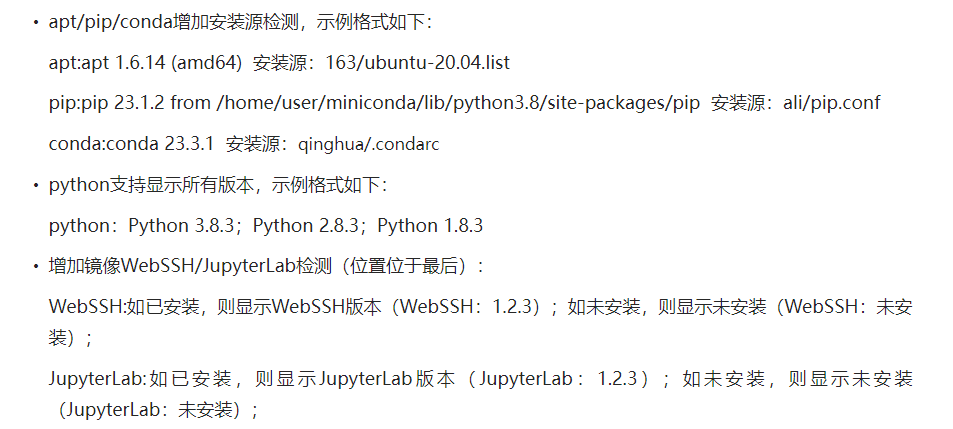 • apt/pip/conda增加安装源检测，示例格式如下：
apt:apt 1.6.14 (amd64)  安装源：163/ubuntu-20.04.list
pip:pip 23.1.2 from /home/user/miniconda/lib/python3.8/site-packages/pip  安装源：ali/pip.conf
conda:conda 23.3.1  安装源：qinghua/.condarc
• python支持显示所有版本，示例格式如下：
python：Python 3.8.3；Python 2.8.3；Python 1.8.3
• 增加镜像WebSSH/JupyterLab检测（位置位于最后）：
WebSSH:如已安装，则显示WebSSH版本（WebSSH：1.2.3）；如未安装，则显示未安装（WebSSH：未安
装）；
JupyterLab:如已安装，则显示JupyterLab版本（JupyterLab：1.2.3）；如未安装，则显示未安装
（JupyterLab：未安装）；